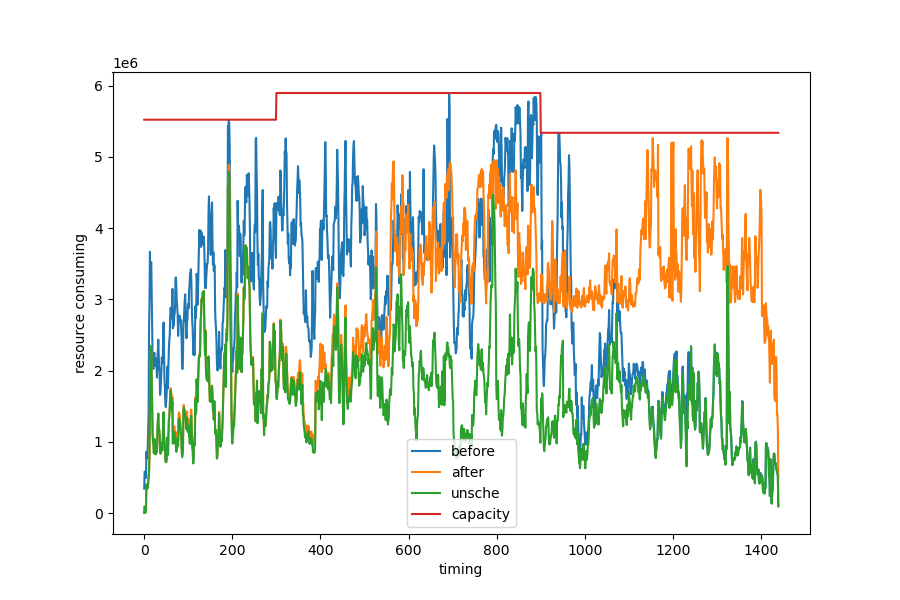 1e6
6
5
4
3
2
1
0
resource consuming
before
after
unsche
capacity
0 200 400 600 800 1000 1200 1400
timing